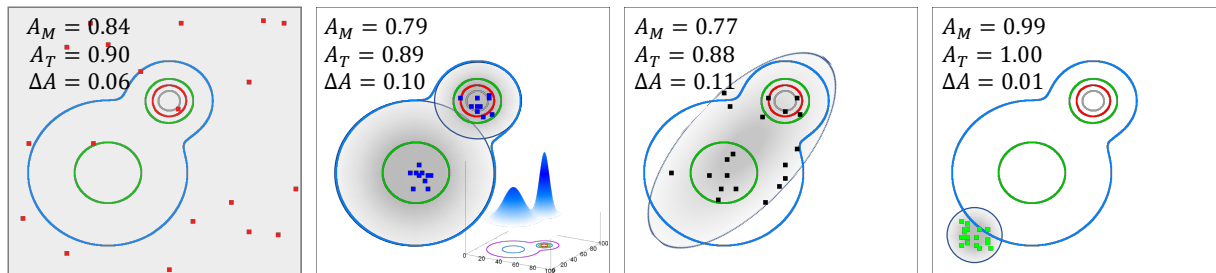 A_M = 0.84
A_T = 0.90
ΔA = 0.06
A_M = 0.79
A_T = 0.89
ΔA = 0.10
0 20 40 60 80 100
0 20 40 60 80 100
A_M = 0.77
A_T = 0.88
ΔA = 0.11
A_M = 0.99
A_T = 1.00
ΔA = 0.01